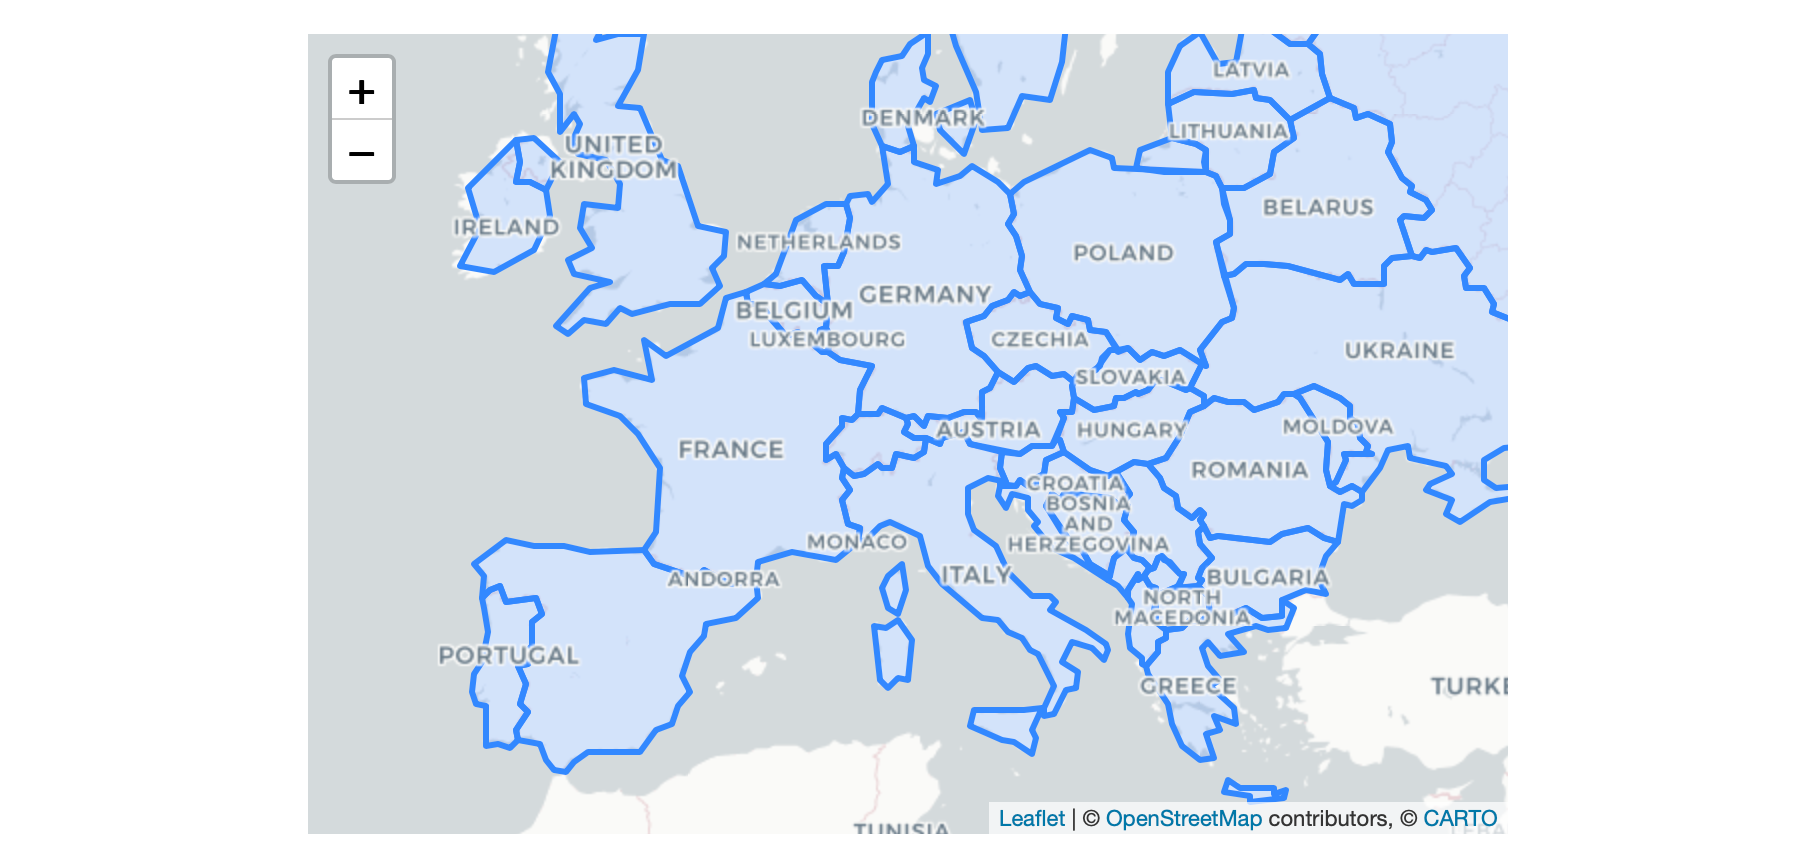 +
−
LATVIA
DENMARK
LITHUANIA
UNITED
KINGDOM
IRELAND
BELARUS
NETHERLANDS
POLAND
GERMANY
BELGIUM
LUXEMBOURG
CZECHIA
UKRAINE
SLOVAKIA
AUSTRIA
HUNGARY
MOLDOVA
FRANCE
ROMANIA
CROATIA
BOSNIA
AND
HERZEGOVINA
MONACO
ITALY
ANDORRA
BULGARIA
NORTH
MACEDONIA
PORTUGAL
GREECE
TURKE
TUNISIA
Leaflet | © OpenStreetMap contributors, © CARTO